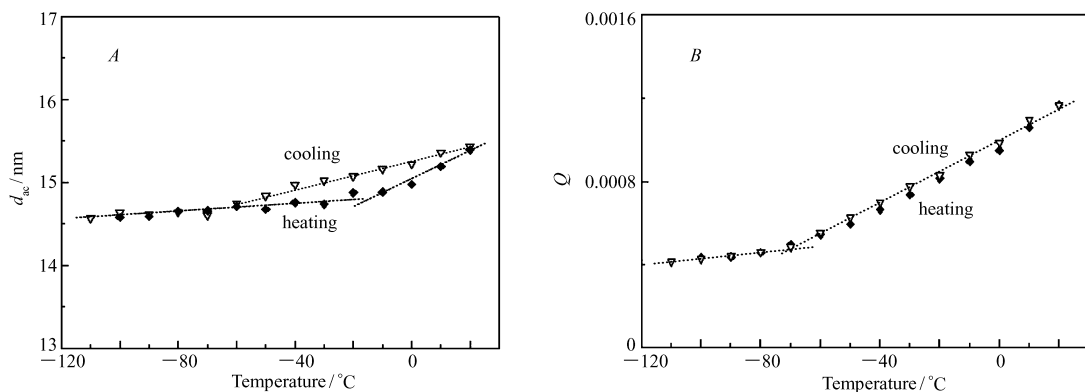 17
16
15
14
13
A
cooling
heating
d_ac / nm
−120
−80
−40
0
Temperature / °C
0.0016
0.0008
0
B
cooling
heating
Q
−120
−80
−40
0
Temperature / °C